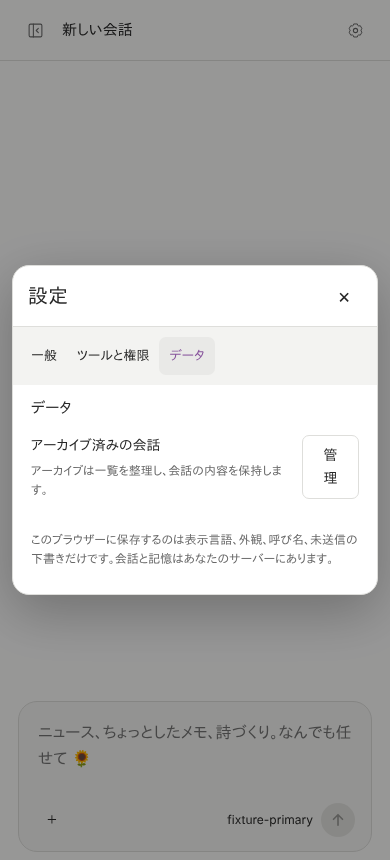 新しい会話
設定
一般 ツールと権限 データ
データ
アーカイブ済みの会話
アーカイブは一覧を整理し、会話の内容を保持しま
す。
管
理
このブラウザーに保存するのは表示言語、外観、呼び名、未送信の
下書きだけです。会話と記憶はあなたのサーバーにあります。
ニュース、ちょっとしたメモ、詩づくり。なんでも任
せて 🌻
fixture-primary